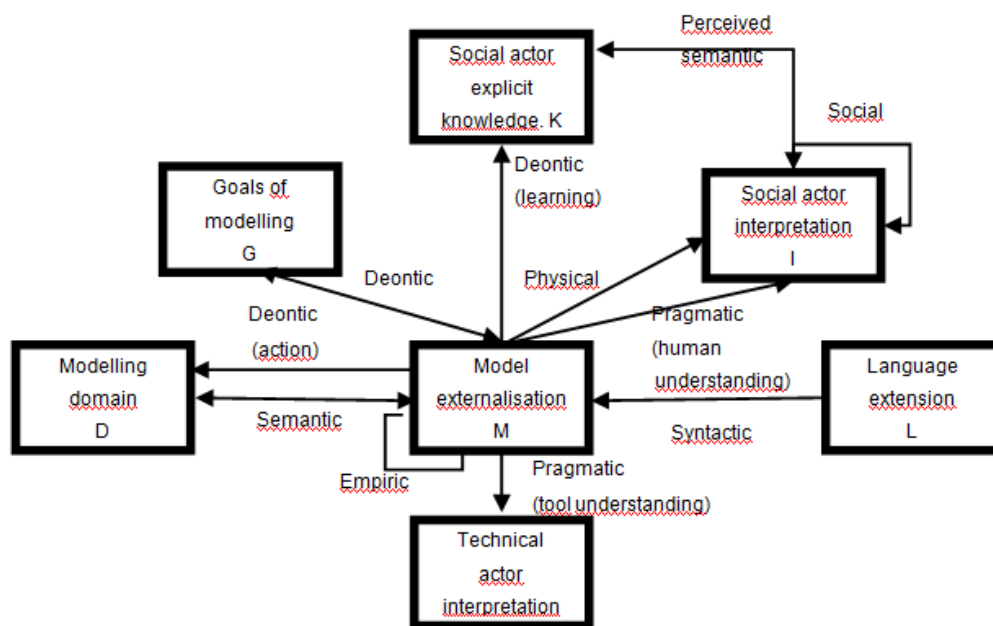 Perceived
semantic
Social actor
explicit
knowledge. K
Social
Goals of
modelling
G
Deontic
(learning)
Social actor
interpretation
I
Deontic
Physical
Deontic
(action)
Pragmatic
(human
understanding)
Modelling
domain
D
Semantic
Model
externalisation
M
Language
extension
L
Syntactic
Empiric
Pragmatic
(tool understanding)
Technical
actor
interpretation